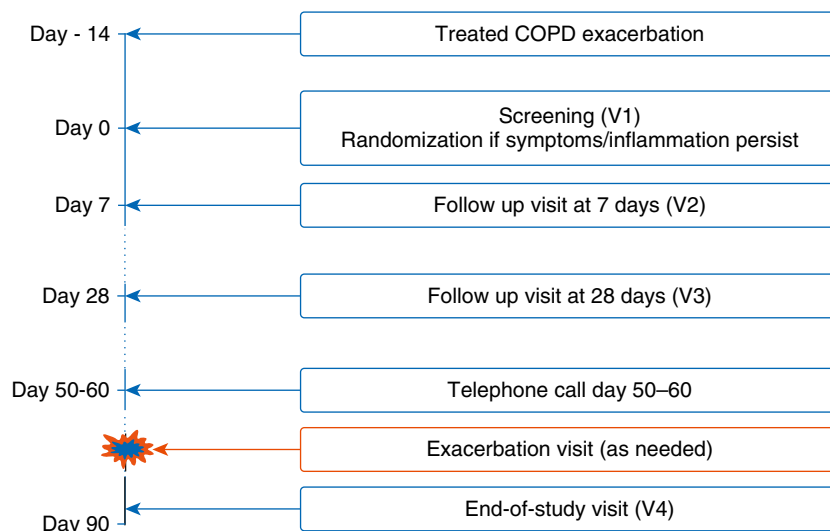 Day - 14
Treated COPD exacerbation
Day 0
Screening (V1)
Randomization if symptoms/inflammation persist
Day 7
Follow up visit at 7 days (V2)
Day 28
Follow up visit at 28 days (V3)
Day 50-60
Telephone call day 50–60
Exacerbation visit (as needed)
End-of-study visit (V4)
Day 90